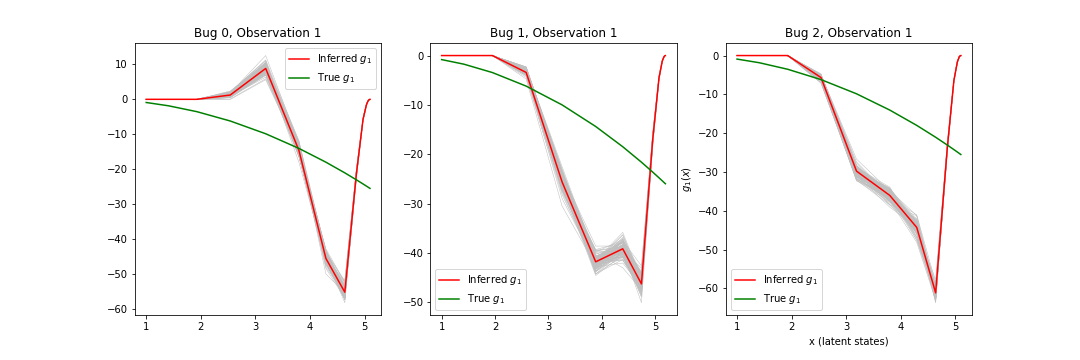 Bug 0, Observation 1
10
0
−10
−20
−30
−40
−50
−60
1 2 3 4 5
Inferred g₁
True g₁
Bug 1, Observation 1
0
−10
−20
−30
−40
−50
1 2 3 4 5
Inferred g₁
True g₁
Bug 2, Observation 1
g₁(x)
0
−10
−20
−30
−40
−50
−60
1 2 3 4 5
x (latent states)
Inferred g₁
True g₁